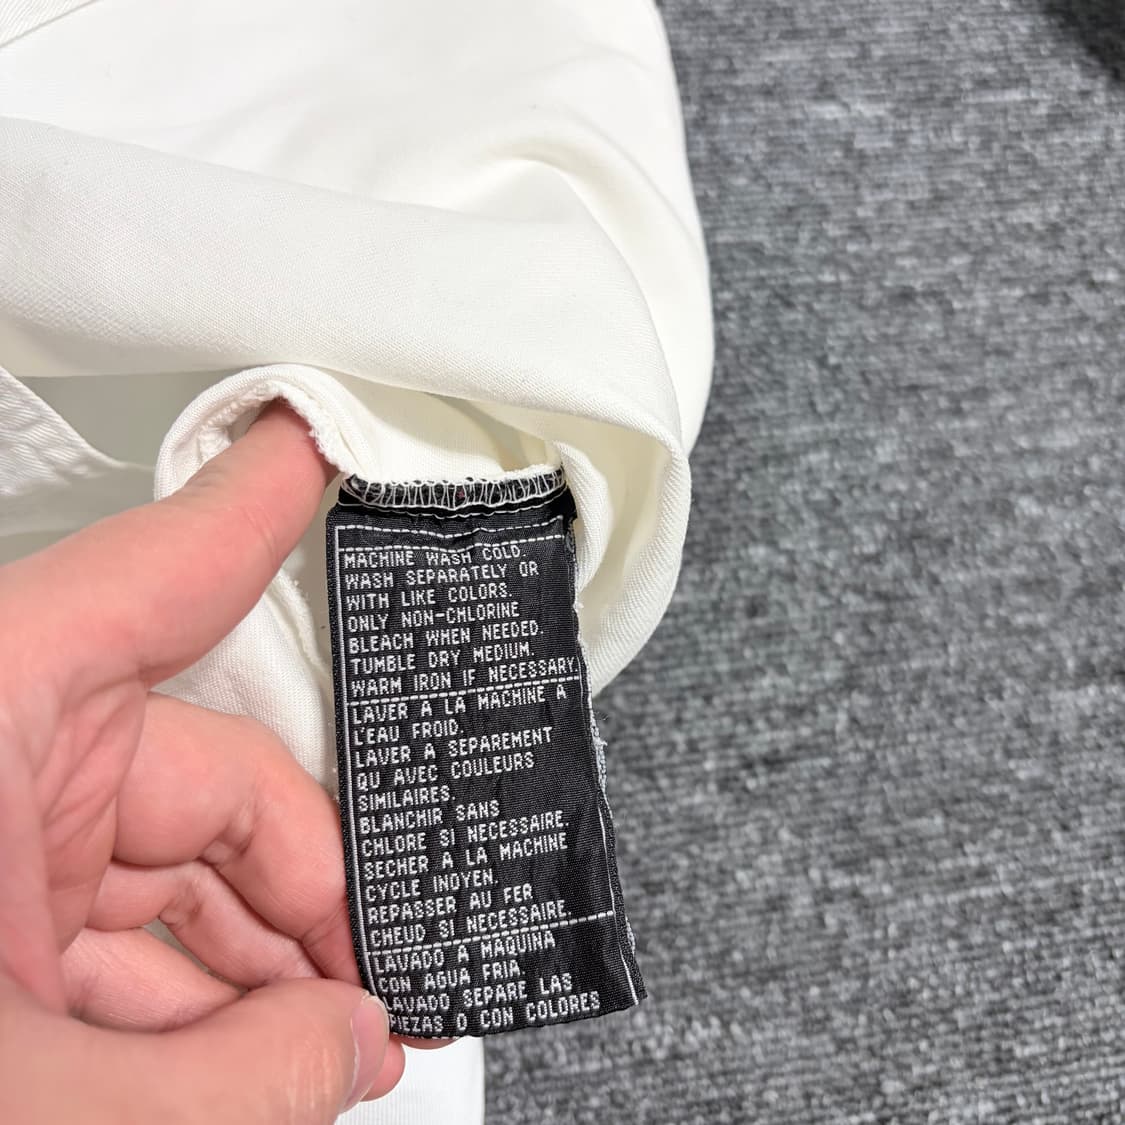 MACHINE WASH COLD.
WASH SEPARATELY OR
WITH LIKE COLORS.
ONLY NON-CHLORINE
BLEACH WHEN NEEDED.
TUMBLE DRY MEDIUM.
WARM IRON IF NECESSARY.
LAVER A LA MACHINE A
L'EAU FROID.
LAVER A SEPAREMENT
QU AVEC COULEURS
SIMILAIRES.
BLANCHIR SANS
CHLORE SI NECESSAIRE.
SECHER A LA MACHINE
CYCLE INOYEN.
REPASSER AU FER
CHEUD SI NECESSAIRE.
LAVADO A MAQUINA
CON AGUA FRIA.
LAVADO SEPARE LAS
PIEZAS O CON COLORES